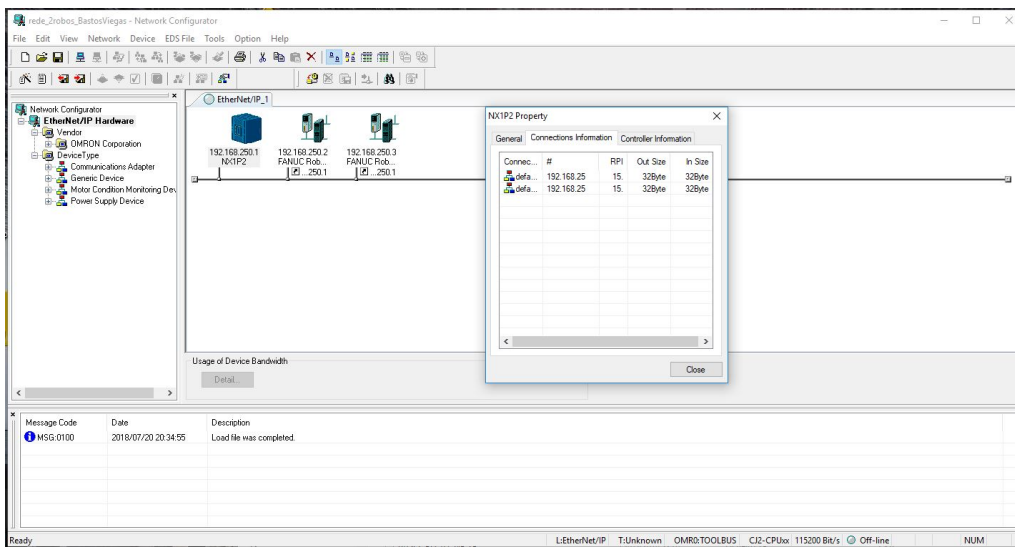 rede_2robos_BastosViegas - Network Configurator
File Edit View Network Device EDS File Tools Option Help
Network Configurator
EtherNet/IP Hardware
Vendor
OMRON Corporation
DeviceType
Communications Adapter
Generic Device
Motor Condition Monitoring Dev
Power Supply Device
EtherNet/IP_1
192.168.250.1
NX1P2
192.168.250.2
FANUC Rob...
...250.1
192.168.250.3
FANUC Rob...
...250.1
Usage of Device Bandwidth
Detail...
NX1P2 Property
General Connections Information Controller Information
Connec... # RPI Out Size In Size
defa... 192.168.25 15. 32Byte 32Byte
defa... 192.168.25 15. 32Byte 32Byte
Close
Message Code Date Description
MSG:0100 2018/07/20 20:34:55 Load file was completed.
Ready L:EtherNet/IP T:Unknown OMR0:TOOLBUS CJ2-CPUxx 115200 Bit/s Off-line NUM